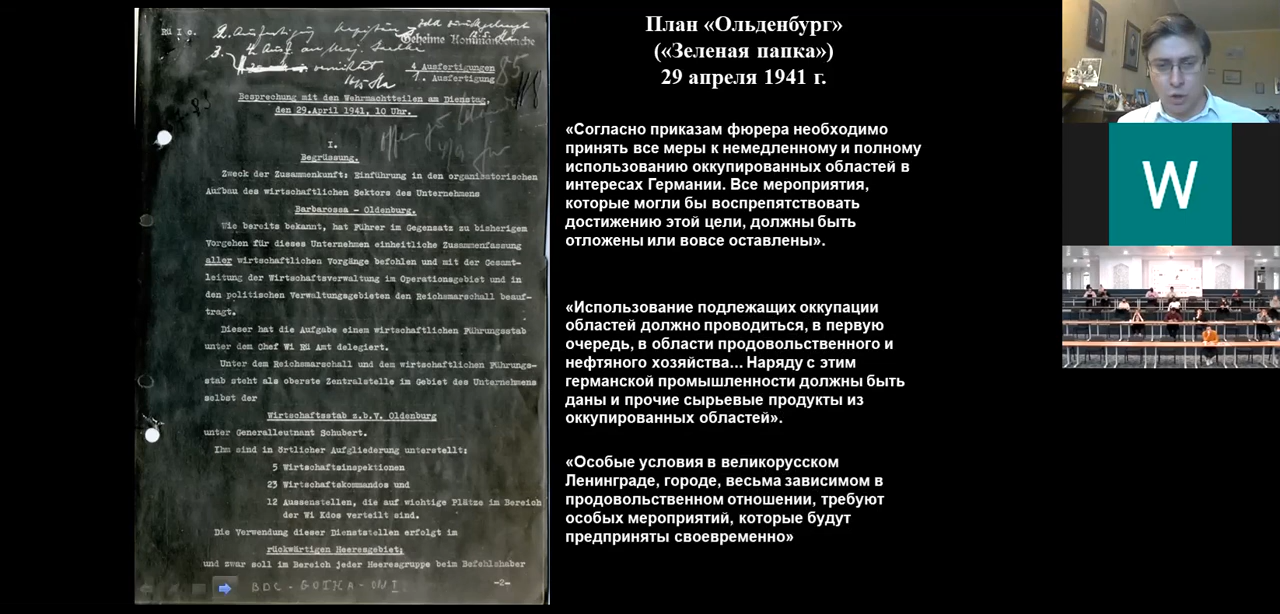 Rü I c.
Geheime Kommandosache
4 Ausfertigungen
1. Ausfertigung
Besprechung mit den Wehrmachtteilen am Dienstag,
den 29.April 1941, 10 Uhr.
I.
Begrüssung.
Zweck der Zusammenkunft: Einführung in den organisatorischen
Aufbau des wirtschaftlichen Sektors des Unternehmens
Barbarossa - Oldenburg.
Wie bereits bekannt, hat Führer im Gegensatz zu bisherigem
Vorgehen für dieses Unternehmen einheitliche Zusammenfassung
aller wirtschaftlichen Vorgänge befohlen und mit der Gesamt-
leitung der Wirtschaftsverwaltung im Operationsgebiet und in
den politischen Verwaltungsgebieten den Reichsmarschall beauf-
tragt.
Dieser hat die Aufgabe einem wirtschaftlichen Führungsstab
unter dem Chef Wi Rü Amt delegiert.
Unter dem Reichsmarschall und dem wirtschaftlichen Führungs-
stab steht als oberste Zentralstelle im Gebiet des Unternehmens
selbst der
Wirtschaftsstab z.b.V. Oldenburg
unter Generalleutnant Schubert.
Ihm sind in örtlicher Aufgliederung unterstellt:
5 Wirtschaftsinspektionen
23 Wirtschaftskommandos und
12 Aussenstellen, die auf wichtige Plätze im Bereich
der Wi Kdos verteilt sind.
Die Verwendung dieser Dienststellen erfolgt im
rückwärtigen Heeresgebiet;
und zwar soll im Bereich jeder Heeresgruppe beim Befehlshaber
-2-
План «Ольденбург»
(«Зеленая папка»)
29 апреля 1941 г.
«Согласно приказам фюрера необходимо
принять все меры к немедленному и полному
использованию оккупированных областей в
интересах Германии. Все мероприятия,
которые могли бы воспрепятствовать
достижению этой цели, должны быть
отложены или вовсе оставлены».
«Использование подлежащих оккупации
областей должно проводиться, в первую
очередь, в области продовольственного и
нефтяного хозяйства... Наряду с этим
германской промышленности должны быть
даны и прочие сырьевые продукты из
оккупированных областей».
«Особые условия в великорусском
Ленинграде, городе, весьма зависимом в
продовольственном отношении, требуют
особых мероприятий, которые будут
предприняты своевременно»
W